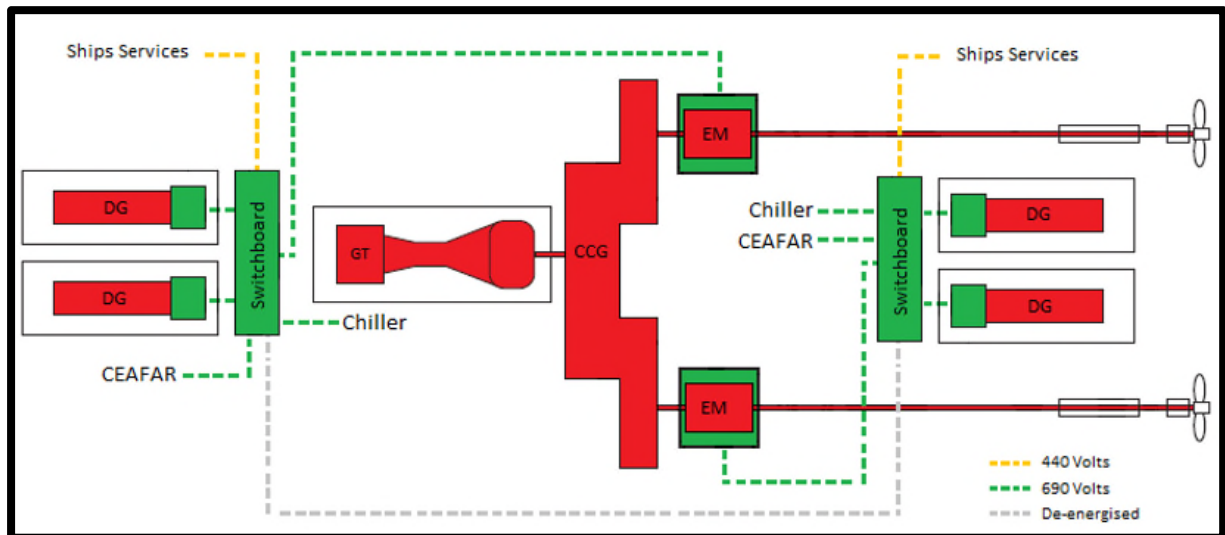 Ships Services
Ships Services
EM
DG
Switchboard
Chiller
DG
CEAFAR
GT
CCG
Switchboard
DG
DG
Chiller
CEAFAR
EM
440 Volts
690 Volts
De-energised